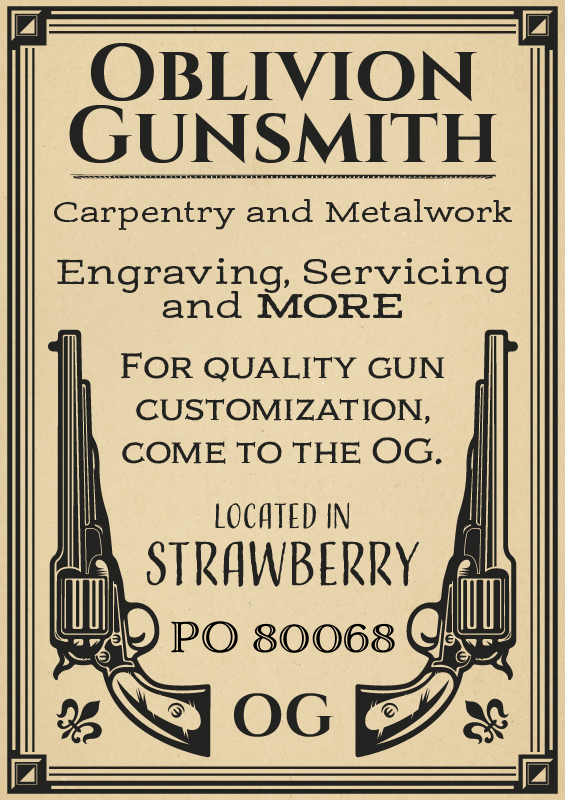 Oblivion
Gunsmith
Carpentry and Metalwork
Engraving, Servicing
and MORE
For quality gun
customization,
come to the OG.
LOCATED IN
STRAWBERRY
PO 80068
OG